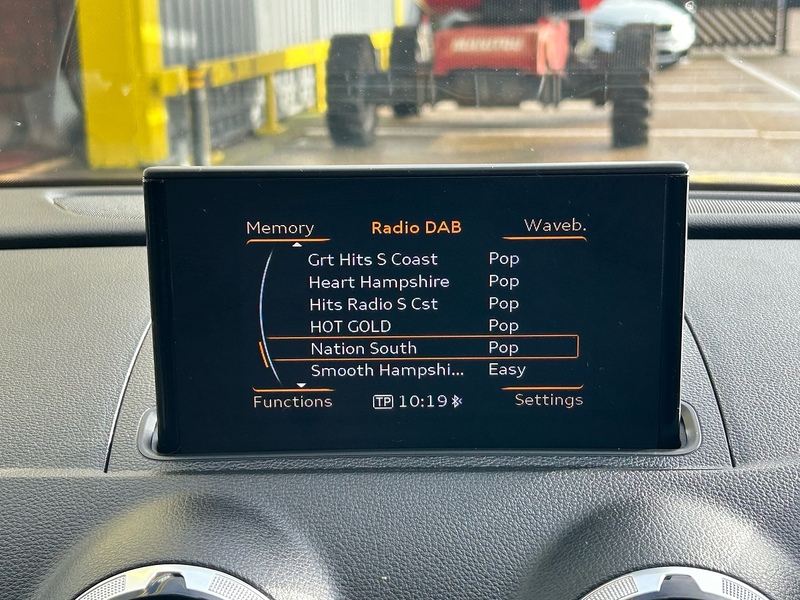 Memory Radio DAB Waveb.
Grt Hits S Coast Pop
Heart Hampshire Pop
Hits Radio S Cst Pop
HOT GOLD Pop
Nation South Pop
Smooth Hampshi... Easy
Functions TP 10:19 Settings